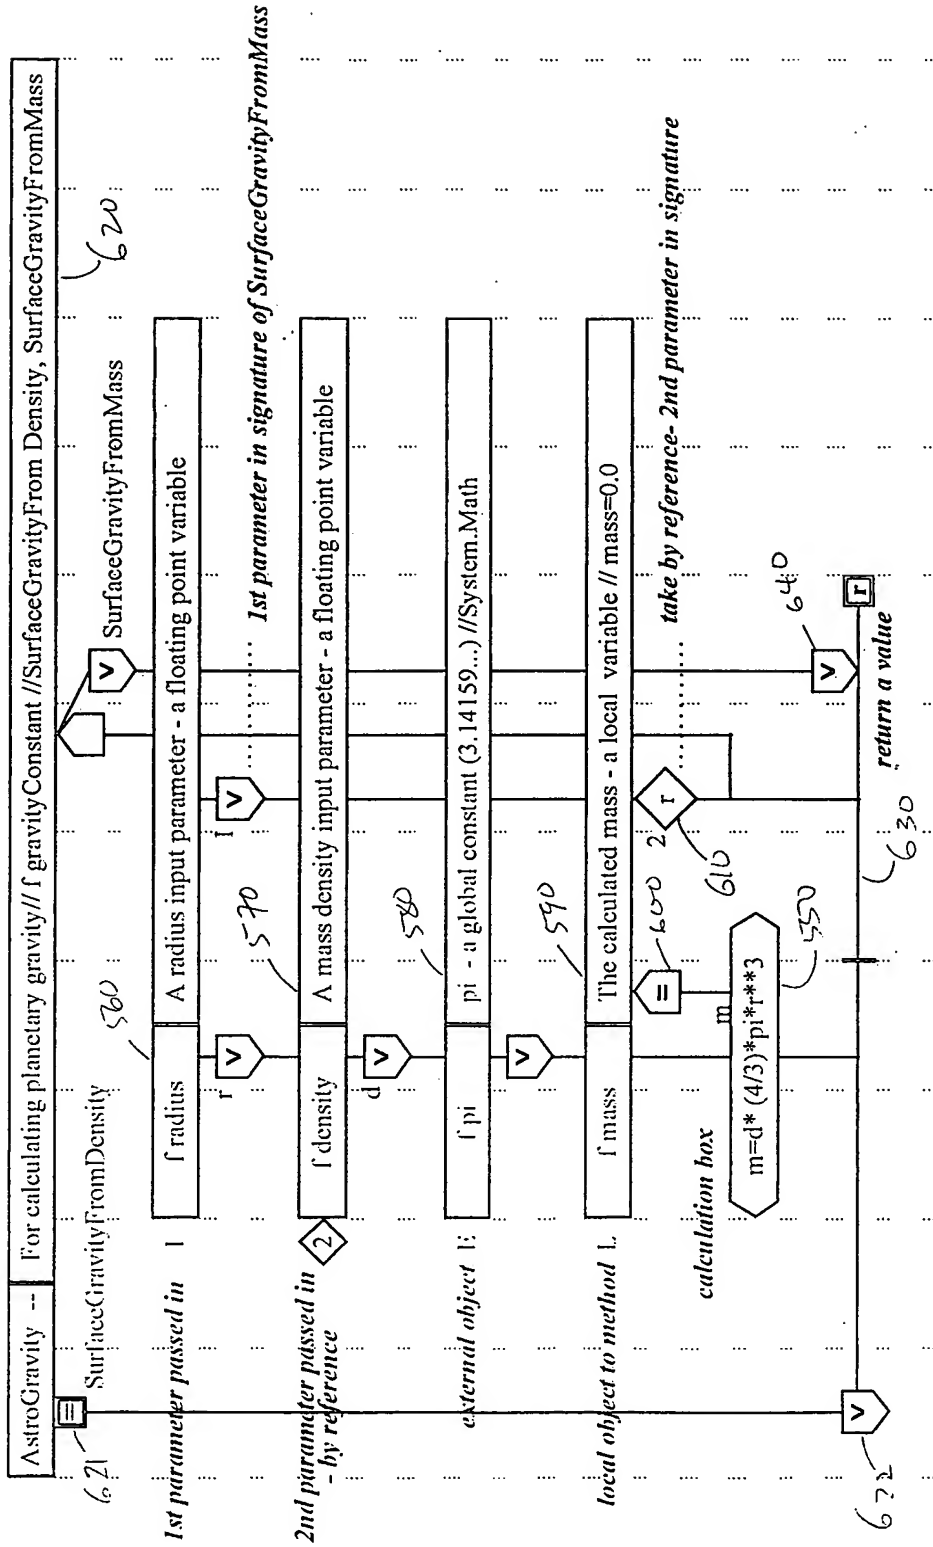 AstroGravity -- For calculating planetary gravity// f gravityConstant //SurfaceGravityFrom Density, SurfaceGravityFromMass
620
621
SurfaceGravityFromDensity
v
SurfaceGravityFromMass
560
1st parameter passed in 1
f radius A radius input parameter - a floating point variable
r
v
1
v
1st parameter in signature of SurfaceGravityFromMass
570
2nd parameter passed in
- by reference
2
f density A mass density input parameter - a floating point variable
d
v
580
external object E
f pi pi - a global constant (3.14159...) //System.Math
v
590
local object to method L
f mass The calculated mass - a local variable // mass=0.0
=
600
2
r
610
take by reference- 2nd parameter in signature
calculation box
m
m=d* (4/3)*pi*r**3
550
v
640
622
v
630
r
return a value